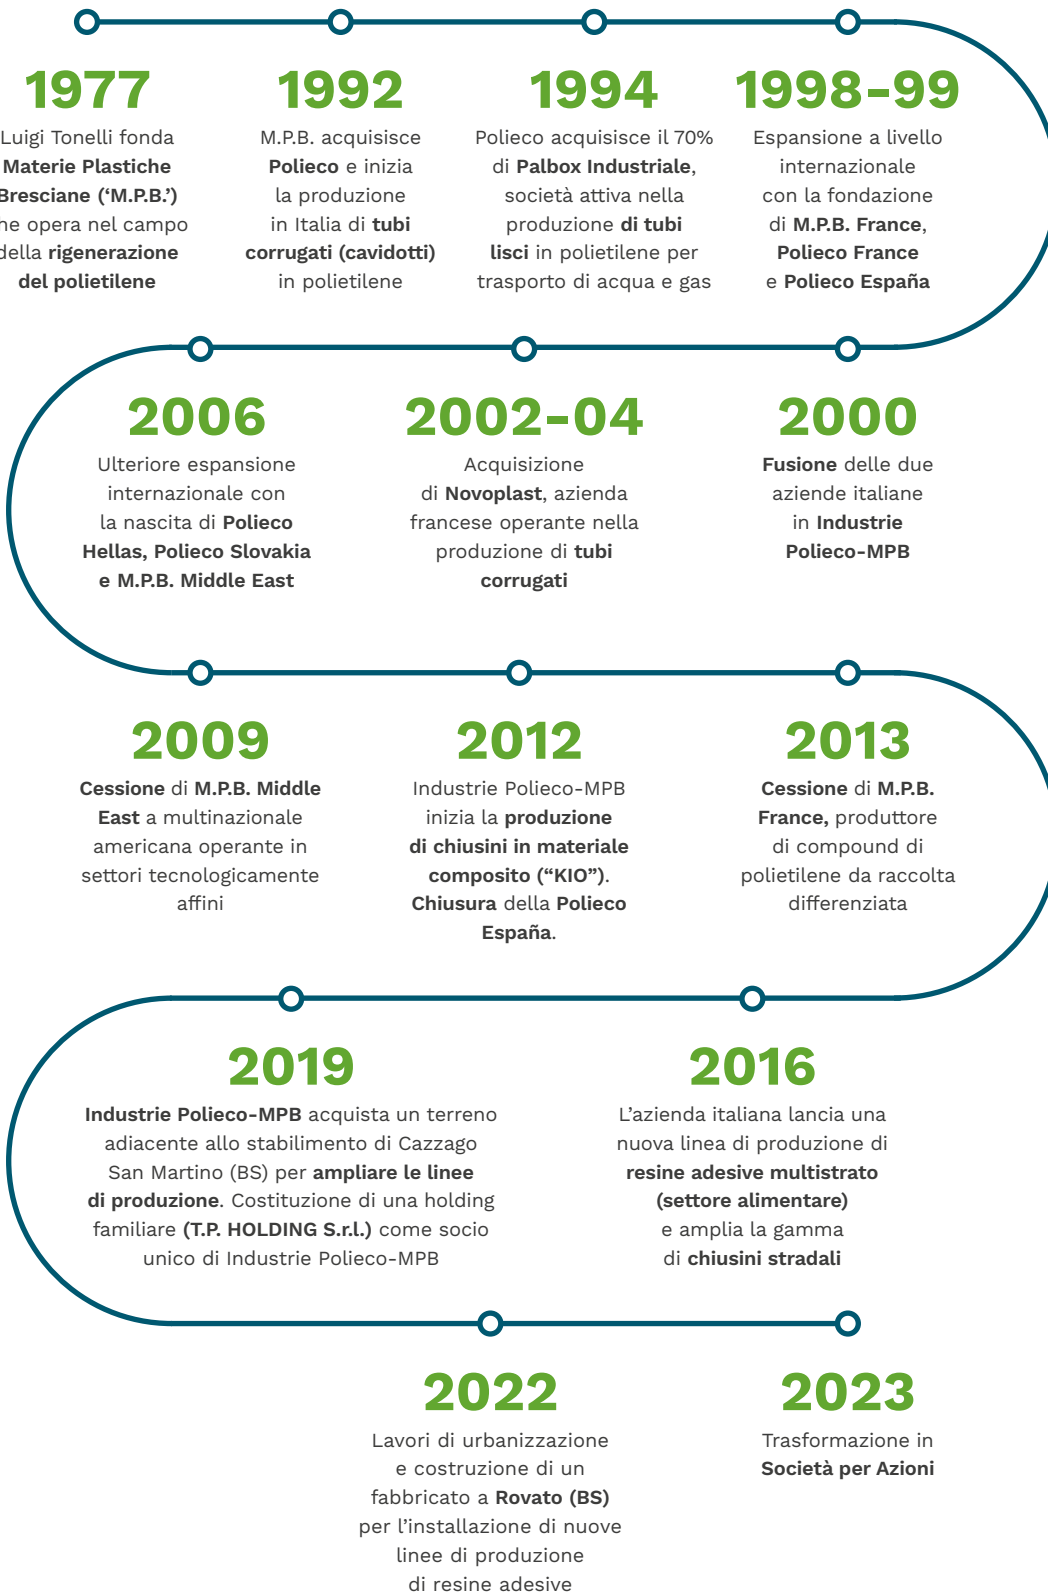 1977
Luigi Tonelli fonda
Materie Plastiche
Bresciane (‘M.P.B.’)
he opera nel campo
della rigenerazione
del polietilene
1992
M.P.B. acquisisce
Polieco e inizia
la produzione
in Italia di tubi
corrugati (cavidotti)
in polietilene
1994
Polieco acquisisce il 70%
di Palbox Industriale,
società attiva nella
produzione di tubi
lisci in polietilene per
trasporto di acqua e gas
1998-99
Espansione a livello
internazionale
con la fondazione
di M.P.B. France,
Polieco France
e Polieco España
2000
Fusione delle due
aziende italiane
in Industrie
Polieco-MPB
2002-04
Acquisizione
di Novoplast, azienda
francese operante nella
produzione di tubi
corrugati
2006
Ulteriore espansione
internazionale con
la nascita di Polieco
Hellas, Polieco Slovakia
e M.P.B. Middle East
2009
Cessione di M.P.B. Middle
East a multinazionale
americana operante in
settori tecnologicamente
affini
2012
Industrie Polieco-MPB
inizia la produzione
di chiusini in materiale
composito (“KIO”).
Chiusura della Polieco
España.
2013
Cessione di M.P.B.
France, produttore
di compound di
polietilene da raccolta
differenziata
2016
L’azienda italiana lancia una
nuova linea di produzione di
resine adesive multistrato
(settore alimentare)
e amplia la gamma
di chiusini stradali
2019
Industrie Polieco-MPB acquista un terreno
adiacente allo stabilimento di Cazzago
San Martino (BS) per ampliare le linee
di produzione. Costituzione di una holding
familiare (T.P. HOLDING S.r.l.) come socio
unico di Industrie Polieco-MPB
2022
Lavori di urbanizzazione
e costruzione di un
fabbricato a Rovato (BS)
per l’installazione di nuove
linee di produzione
di resine adesive
2023
Trasformazione in
Società per Azioni